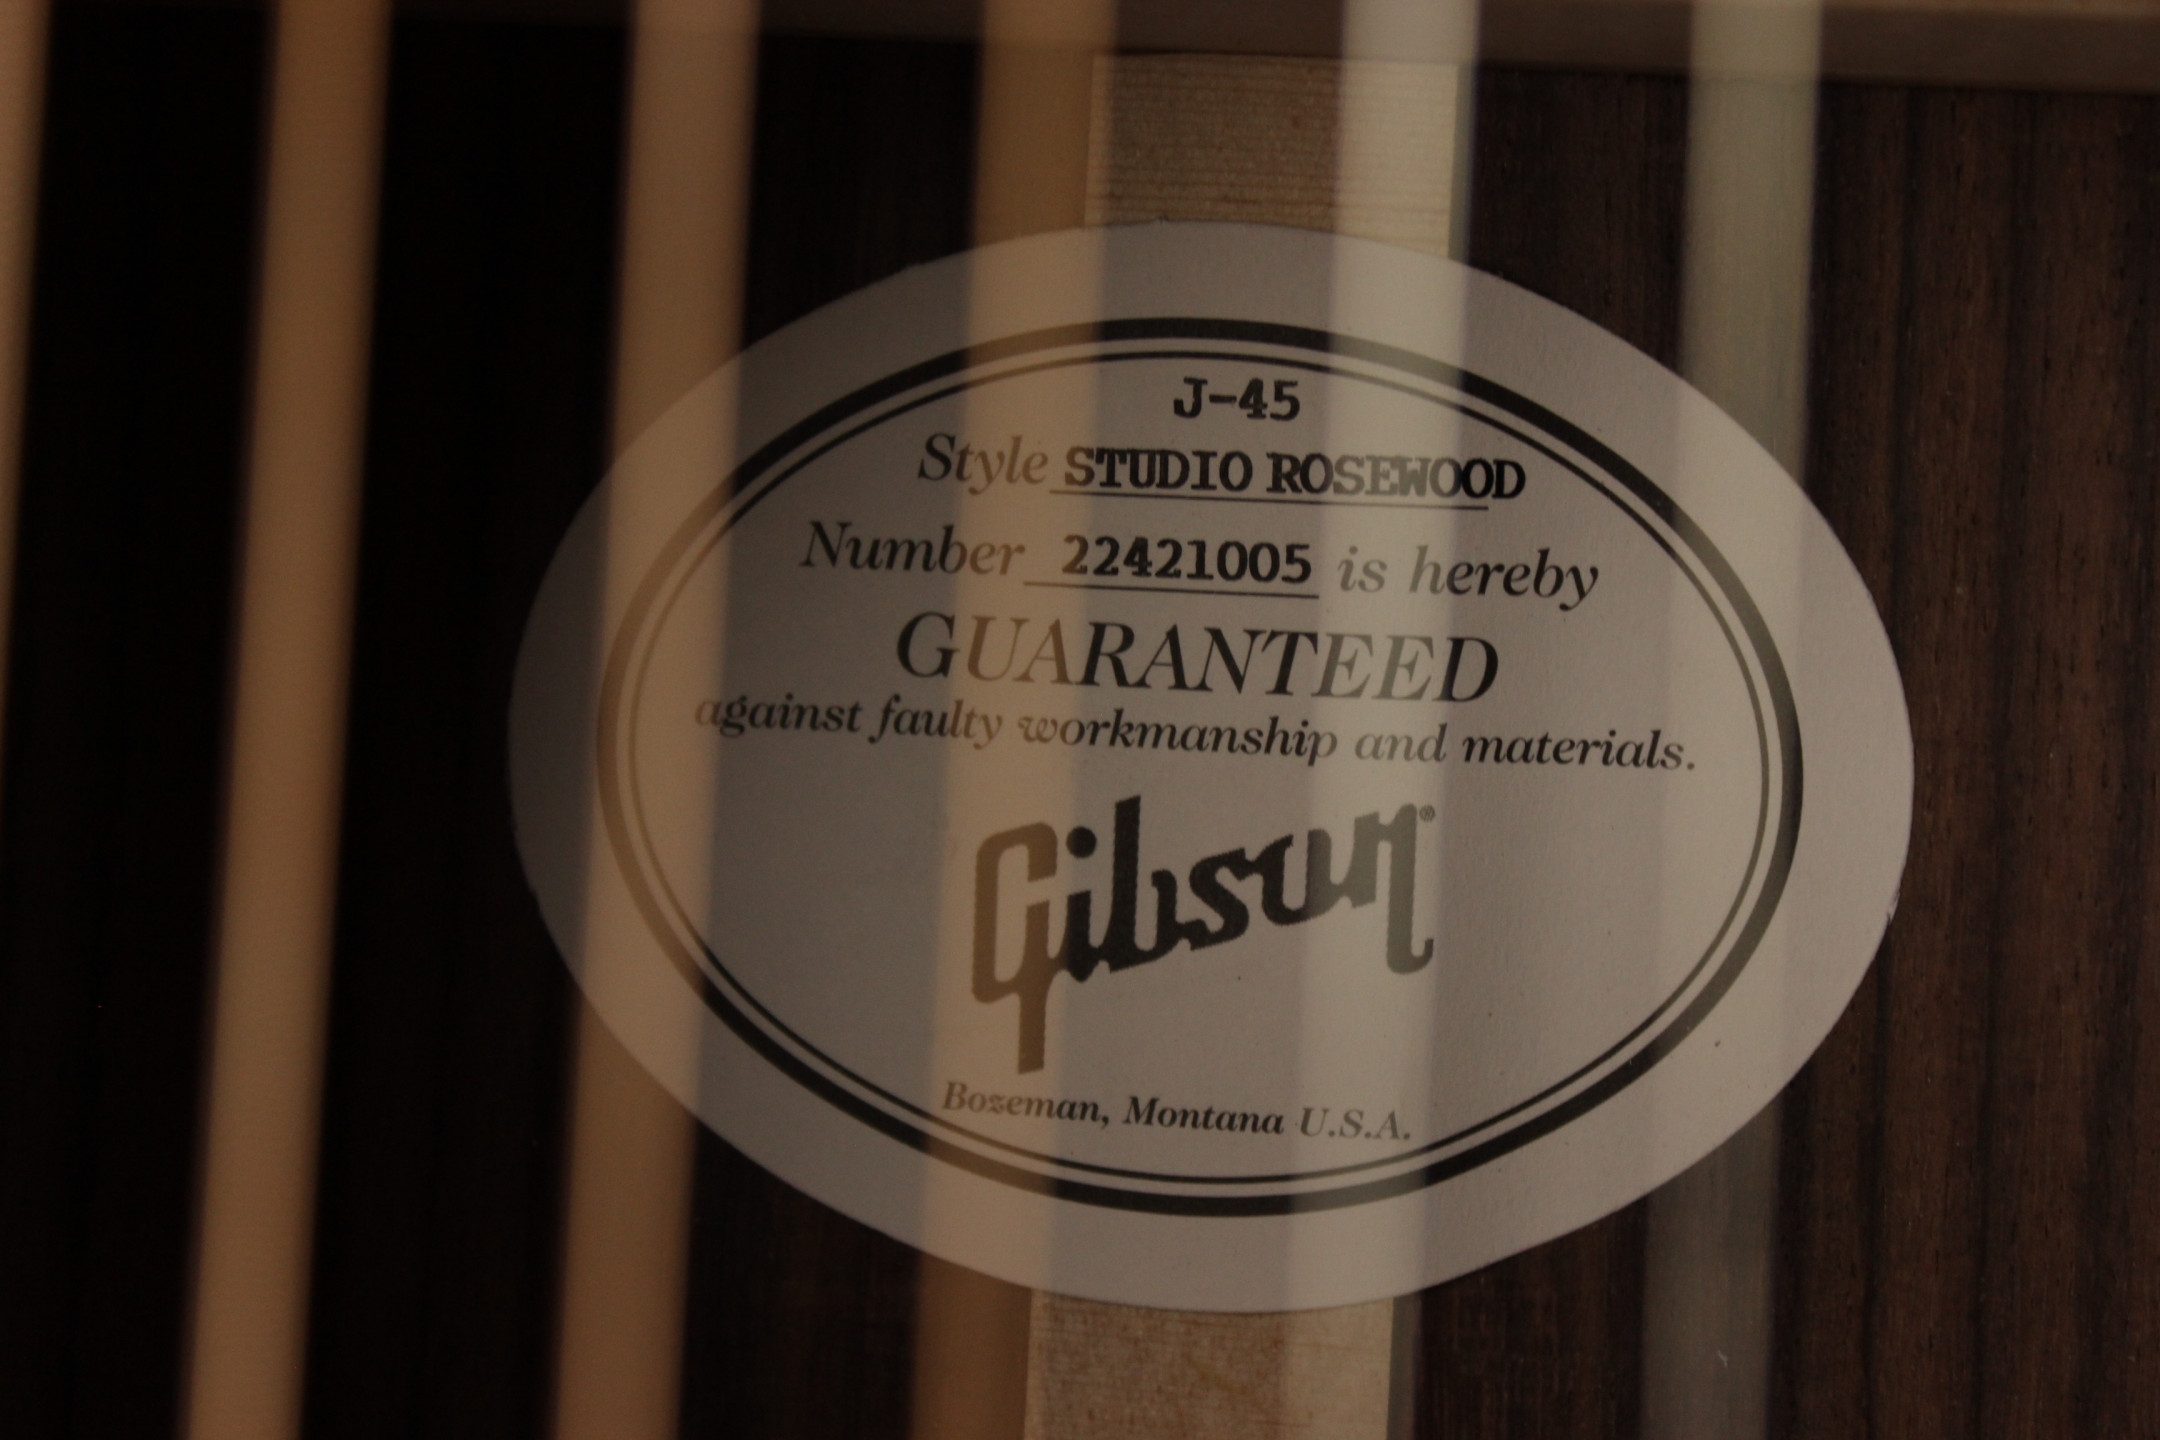 J-45
Style STUDIO ROSEWOOD
Number 22421005 is hereby
GUARANTEED
against faulty workmanship and materials.
Gibson®
Bozeman, Montana U.S.A.